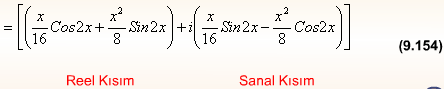 = [ ( x/16 Cos2x + x²/8 Sin2x ) + i ( x/16 Sin2x − x²/8 Cos2x ) ]
(9.154)
Reel Kısım Sanal Kısım